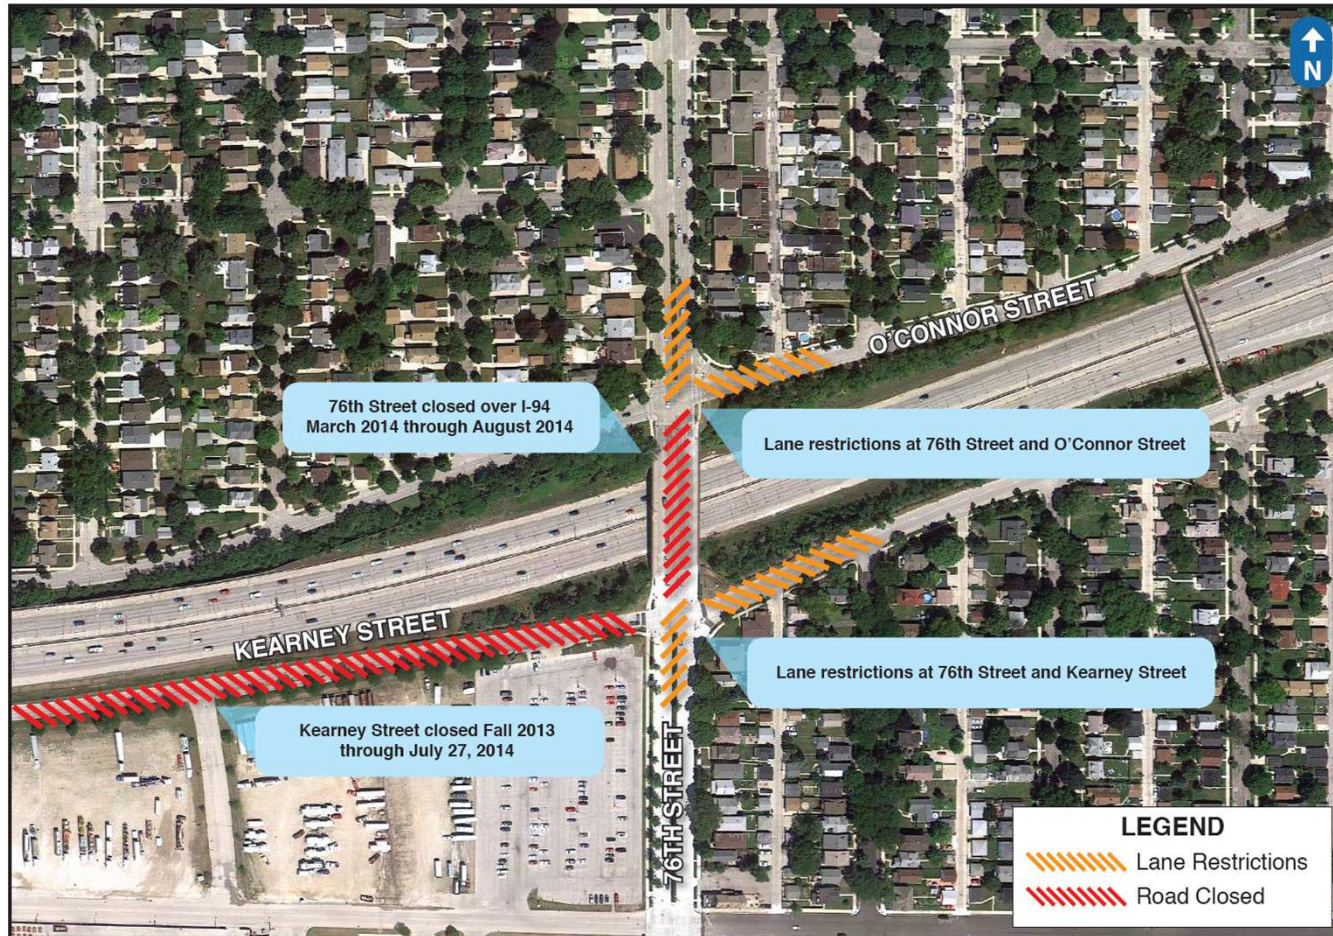 N
O'CONNOR STREET
76th Street closed over I-94
March 2014 through August 2014
Lane restrictions at 76th Street and O'Connor Street
KEARNEY STREET
Lane restrictions at 76th Street and Kearney Street
Kearney Street closed Fall 2013
through July 27, 2014
76TH STREET
LEGEND
Lane Restrictions
Road Closed